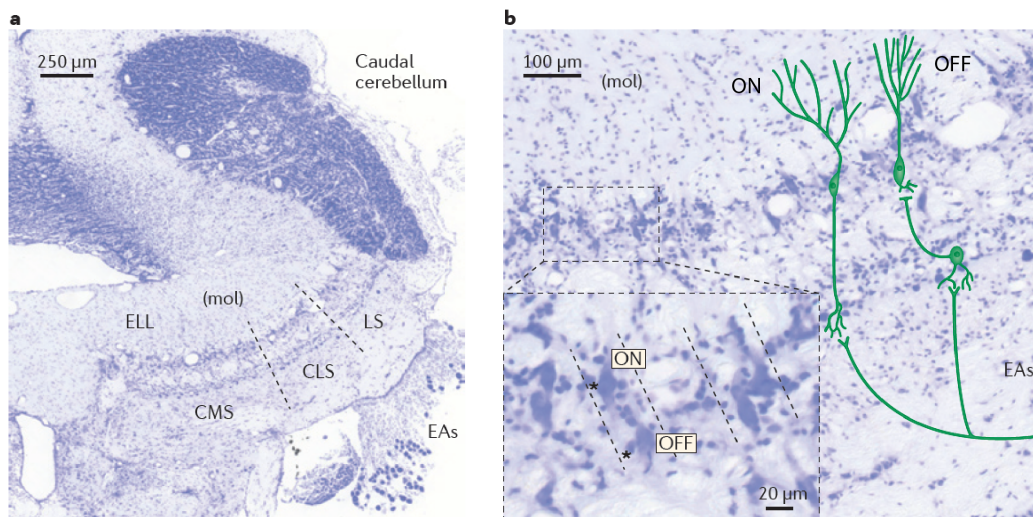 a
250 µm
Caudal
cerebellum
(mol)
ELL
LS
CLS
CMS
EAs
b
100 µm
(mol)
ON
OFF
ON
*
OFF
*
EAs
20 µm